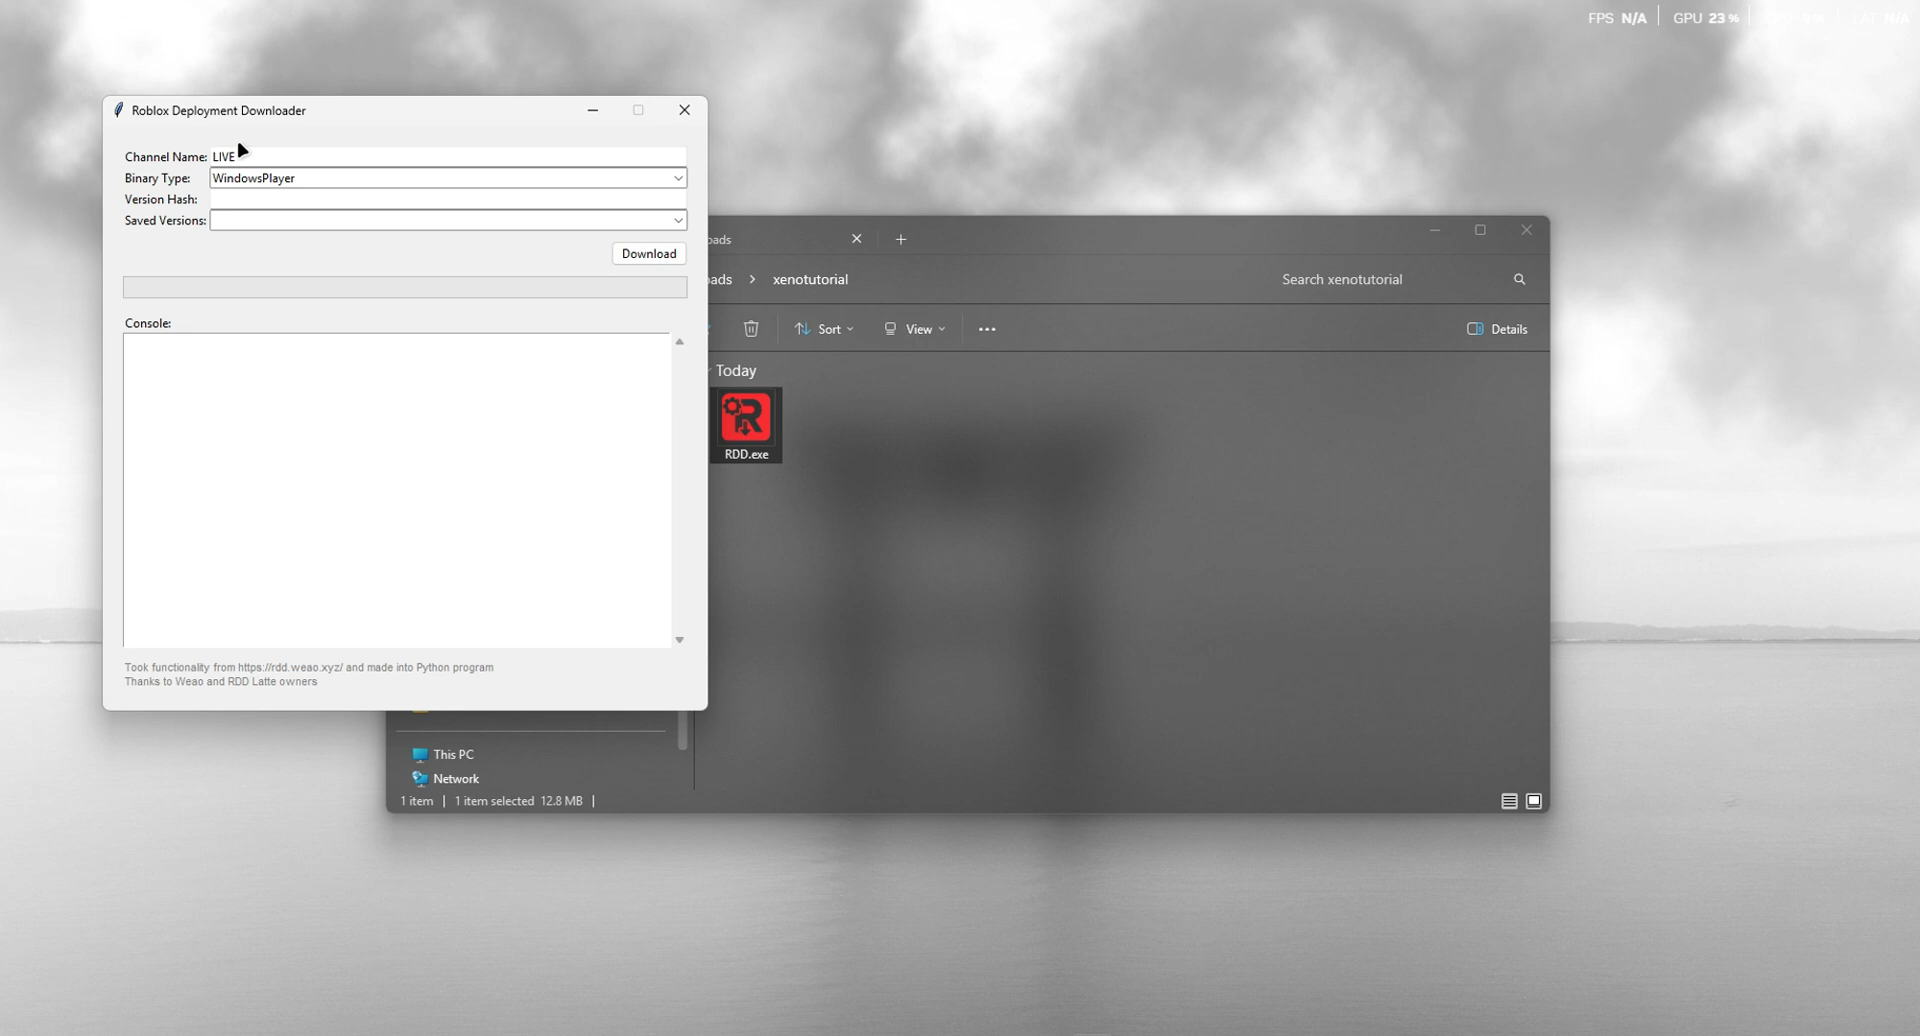 FPS N/A GPU 23 %
LAT N/A
Roblox Deployment Downloader
Channel Name: LIVE
Binary Type: WindowsPlayer
Version Hash:
Saved Versions:
Download
Console:
Took functionality from https://rdd.weao.xyz/ and made into Python program
Thanks to Weao and RDD Latte owners
oads
oads > xenotutorial
Search xenotutorial
Sort
View
Details
Today
RDD.exe
This PC
Network
1 item
1 item selected 12.8 MB